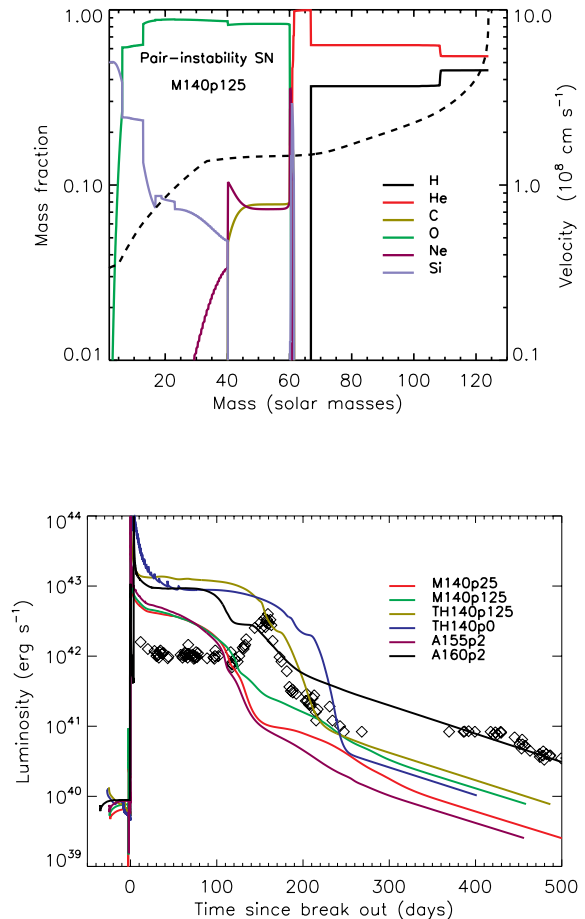 1.00
0.10
0.01
Mass fraction
10.0
1.0
0.1
Velocity (10⁸ cm s⁻¹)
Pair-instability SN
M140p125
H
He
C
O
Ne
Si
20 40 60 80 100 120
Mass (solar masses)
10⁴⁴
10⁴³
10⁴²
10⁴¹
10⁴⁰
10³⁹
Luminosity (erg s⁻¹)
M140p25
M140p125
TH140p125
TH140p0
A155p2
A160p2
0 100 200 300 400 500
Time since break out (days)